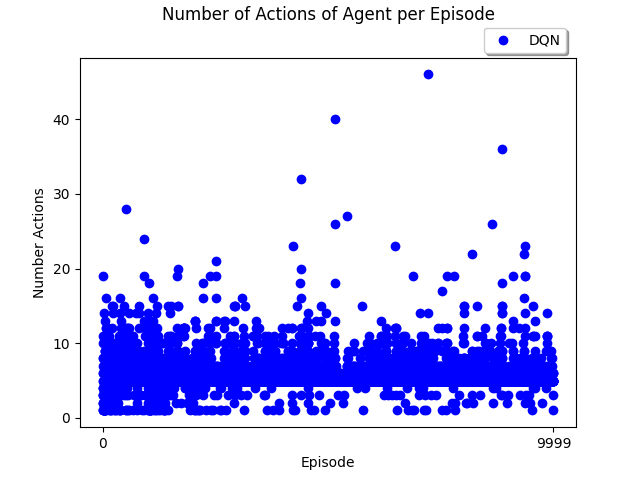 Number of Actions of Agent per Episode
DQN
Number Actions
40
30
20
10
0
0 9999
Episode